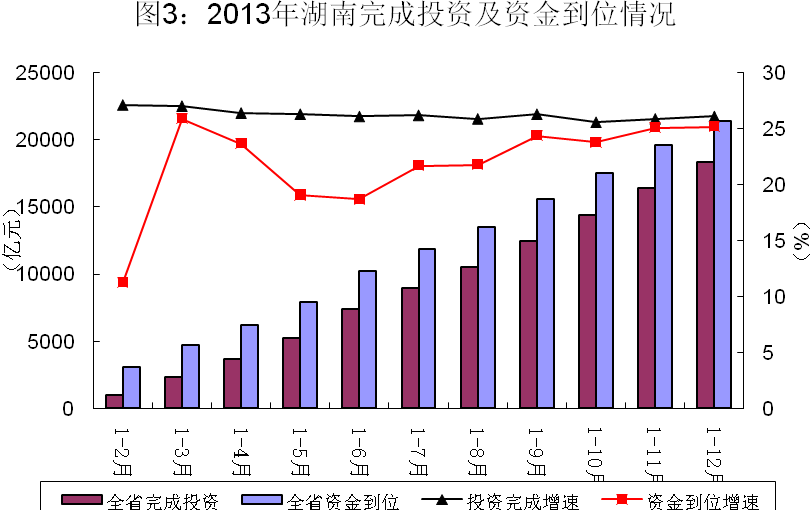 图3：2013年湖南完成投资及资金到位情况
25000
20000
15000
10000
5000
0
（亿元）
30
25
20
15
10
5
0
（%）
1-2月
1-3月
1-4月
1-5月
1-6月
1-7月
1-8月
1-9月
1-10月
1-11月
1-12月
全省完成投资 全省资金到位 投资完成增速 资金到位增速